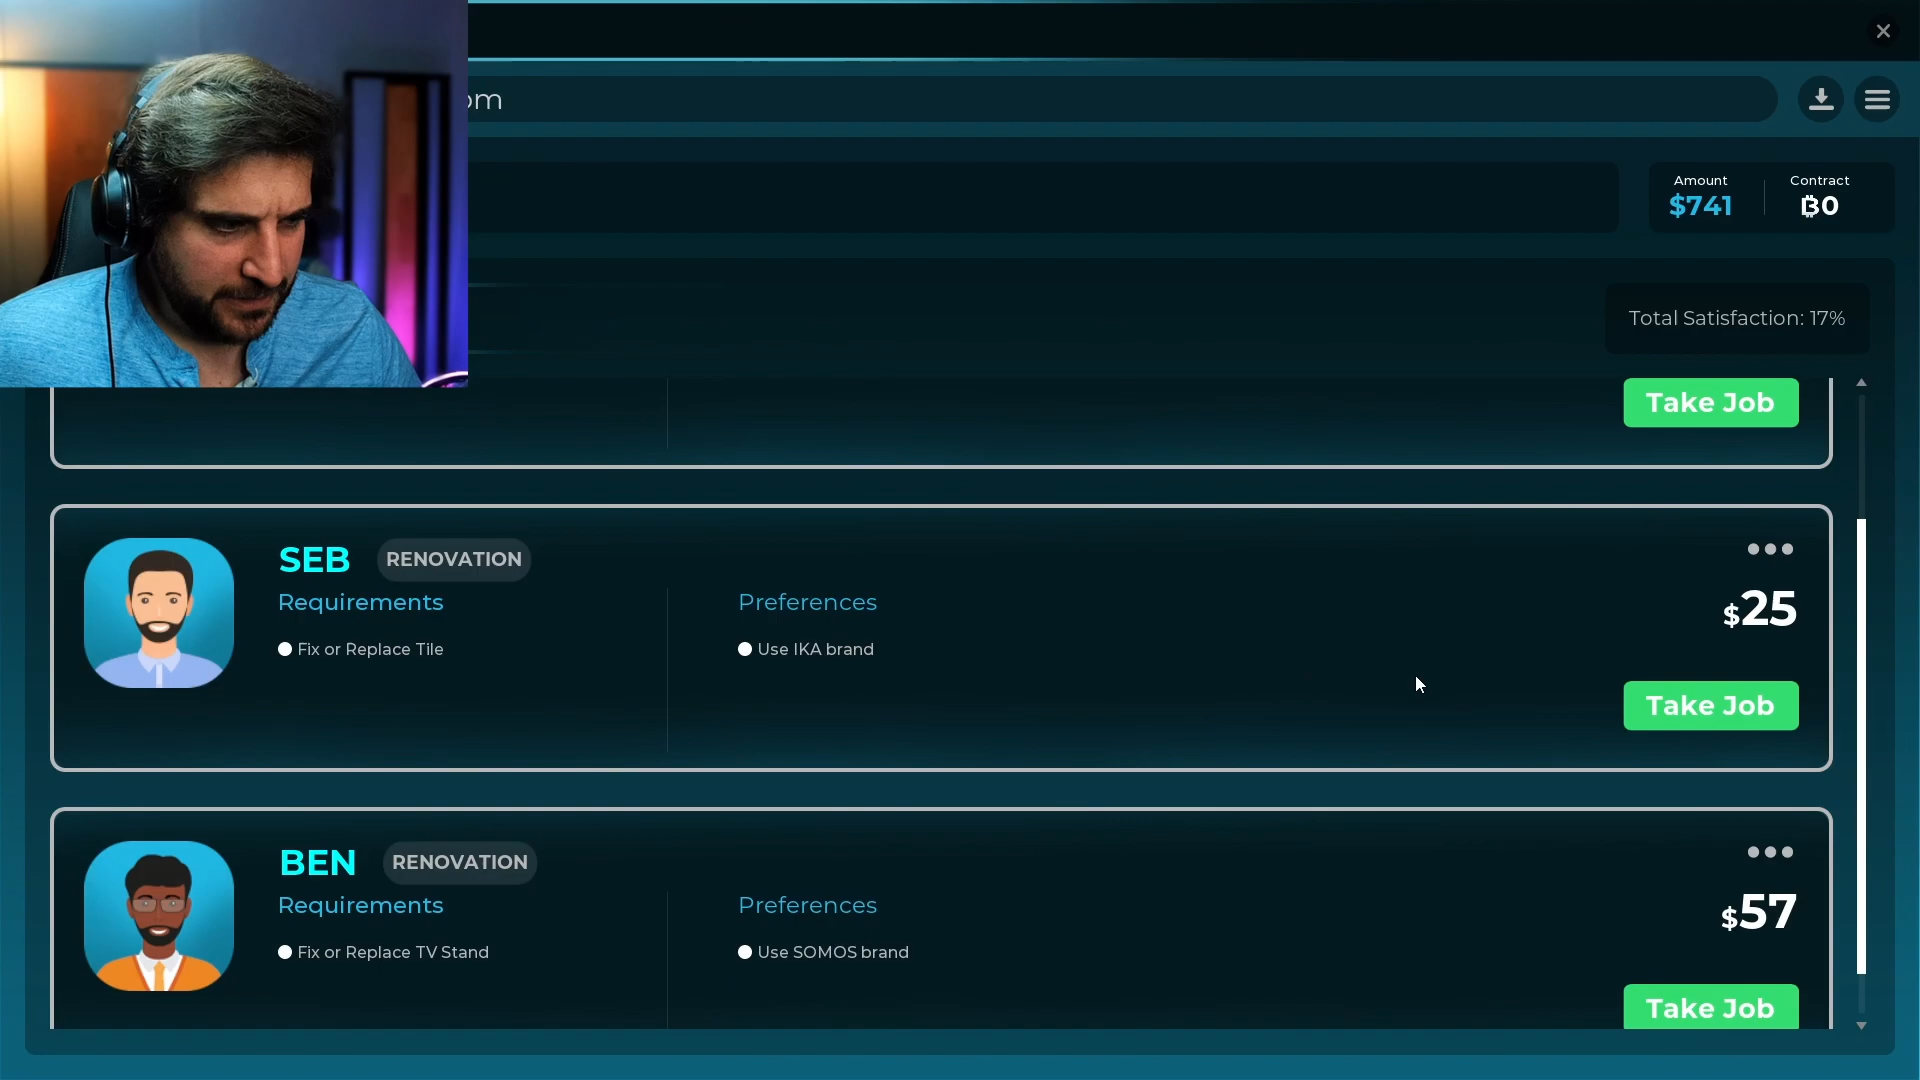 om
Amount
$741
Contract
₿0
Total Satisfaction: 17%
Take Job
SEB
RENOVATION
Requirements
Preferences
Fix or Replace Tile
Use IKA brand
$25
Take Job
BEN
RENOVATION
Requirements
Preferences
Fix or Replace TV Stand
Use SOMOS brand
$57
Take Job